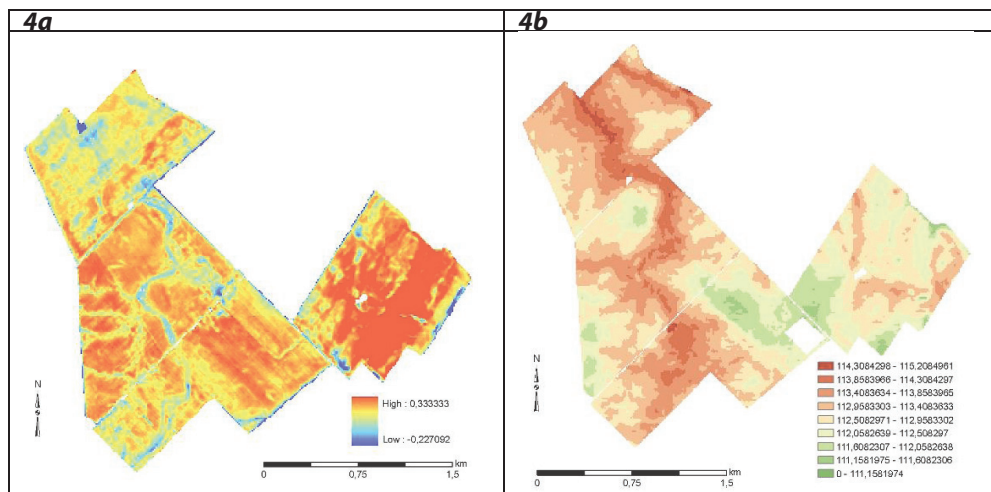 4a
4b
N
High : 0,333333
Low : -0,227092
km
0 0,75 1,5
N
114,3084298 - 115,2084961
113,8583966 - 114,3084297
113,4083634 - 113,8583965
112,9583303 - 113,4083633
112,5082971 - 112,9583302
112,0582639 - 112,508297
111,6082307 - 112,0582638
111,1581975 - 111,6082306
0 - 111,1581974
km
0 0,75 1,5